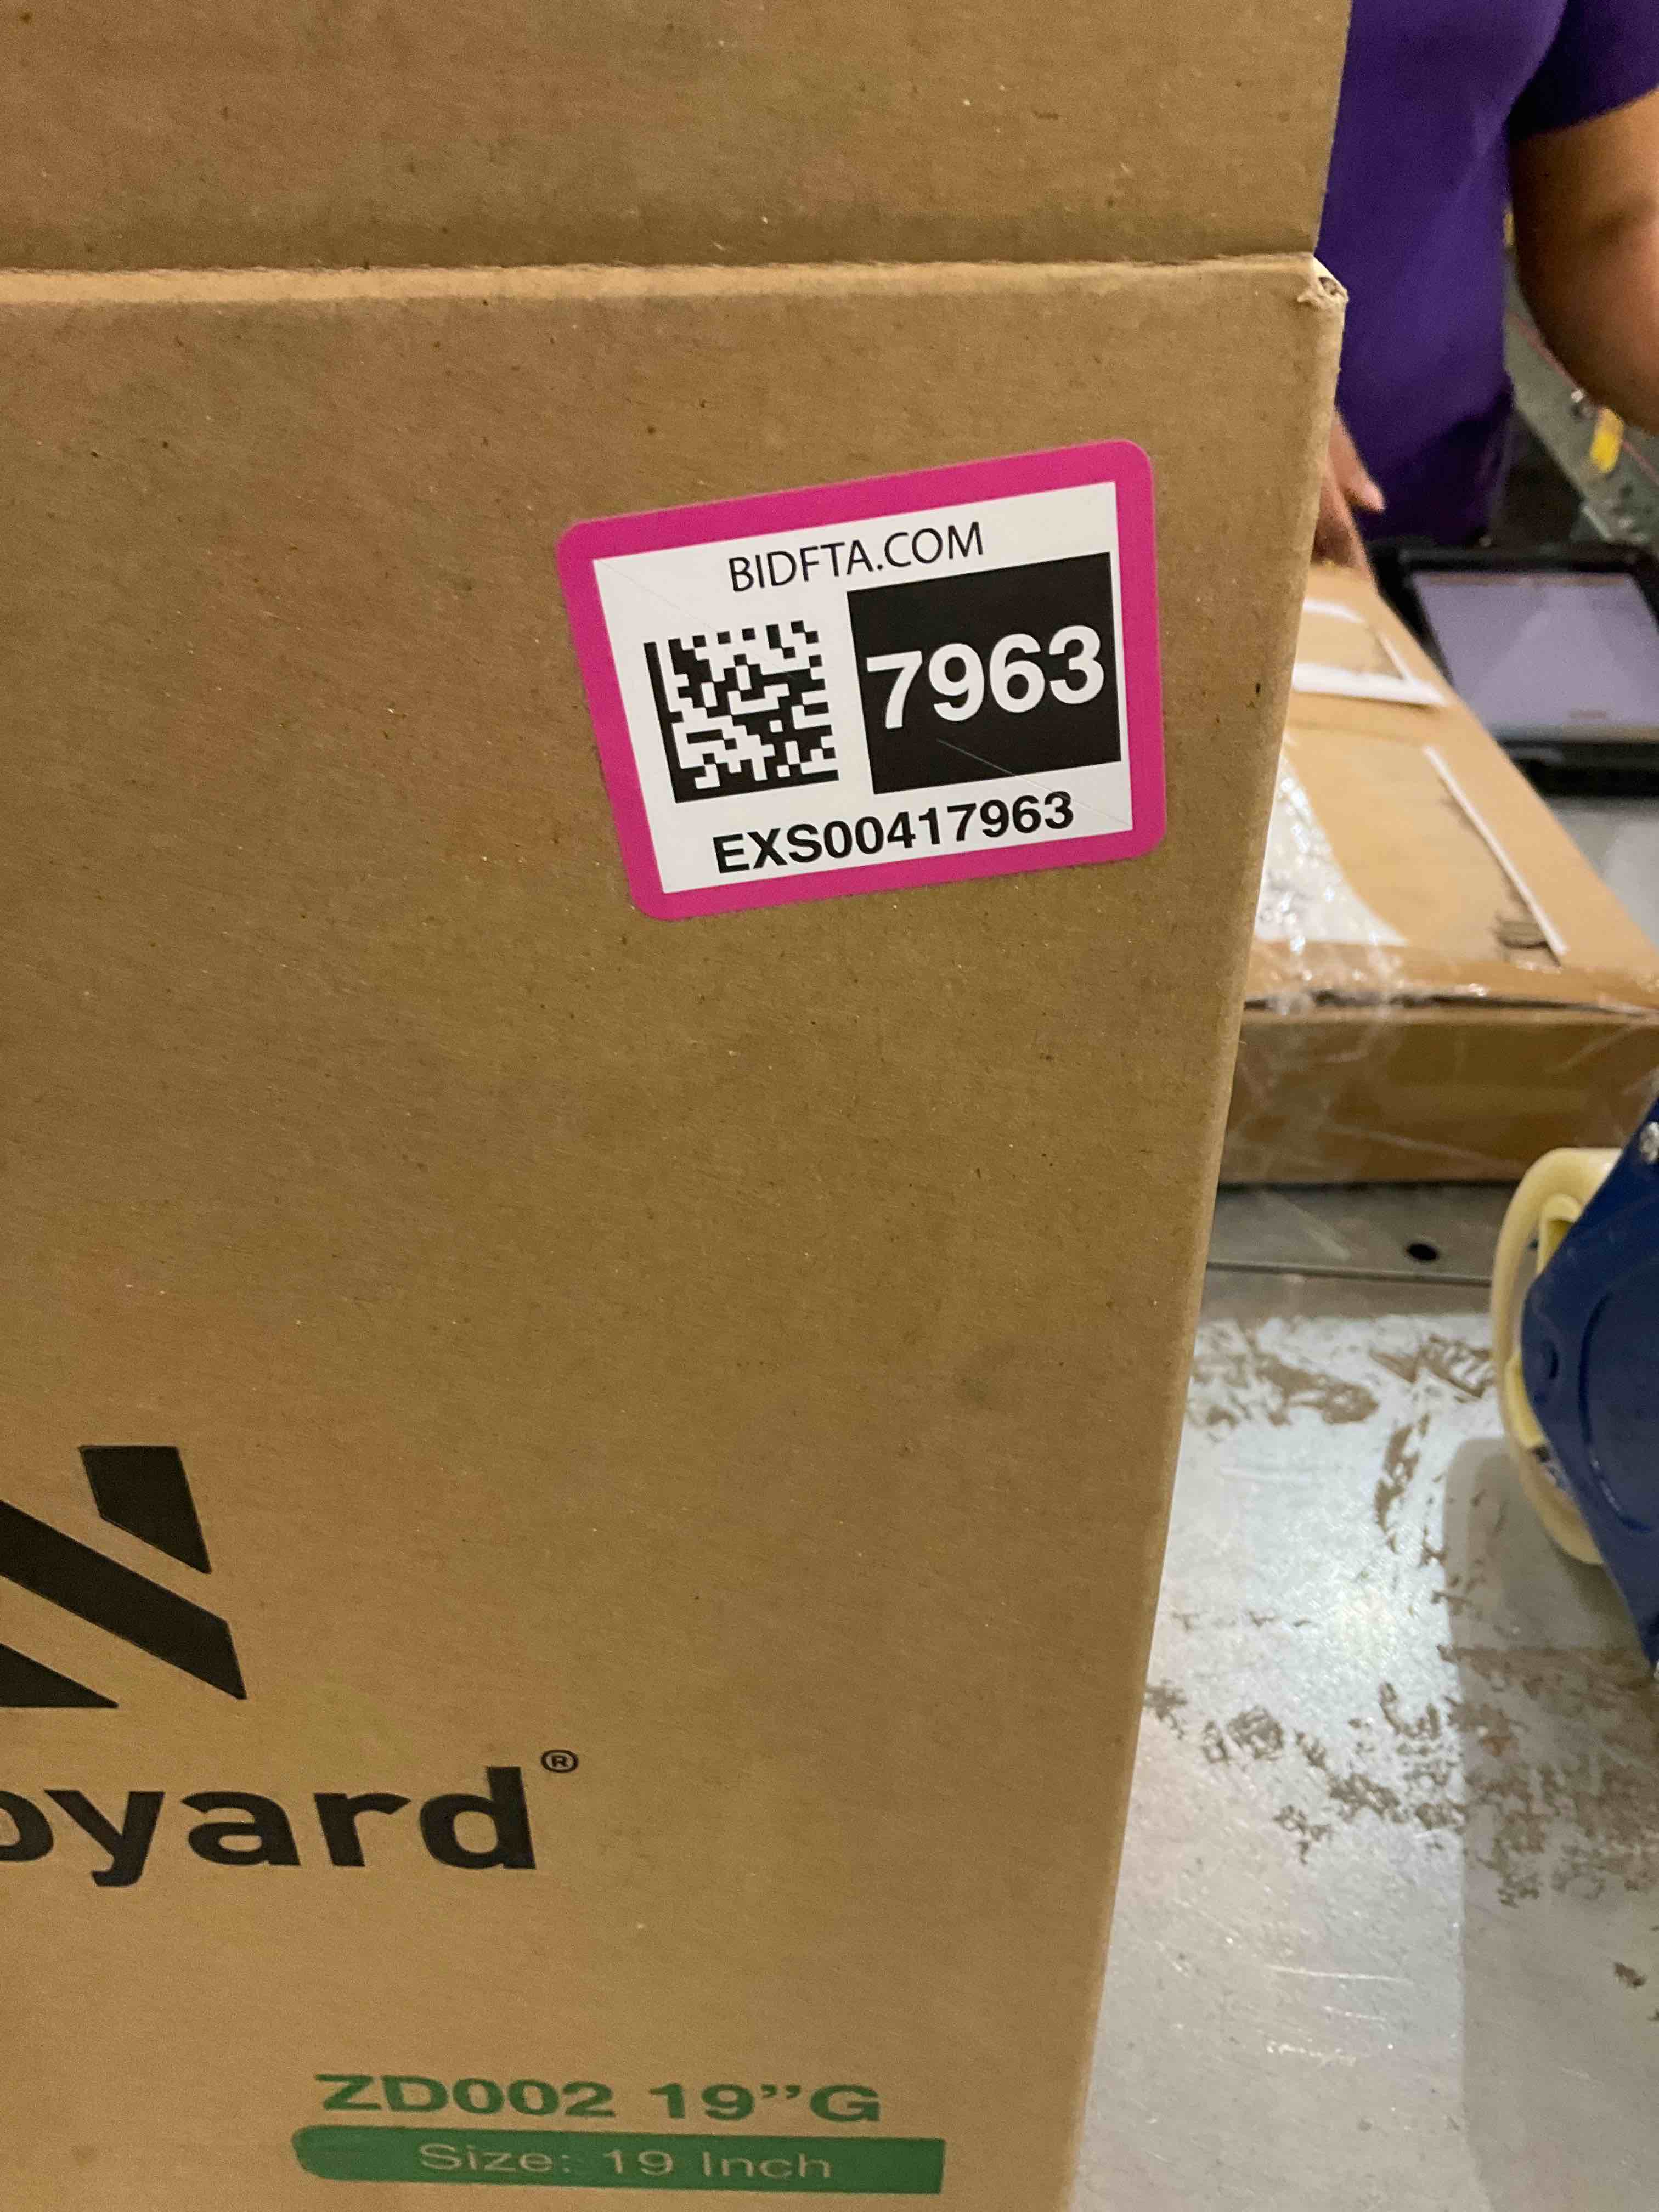 BIDFTA.COM
7963
EXS00417963
oyard®
ZD002 19”G
Size: 19 Inch